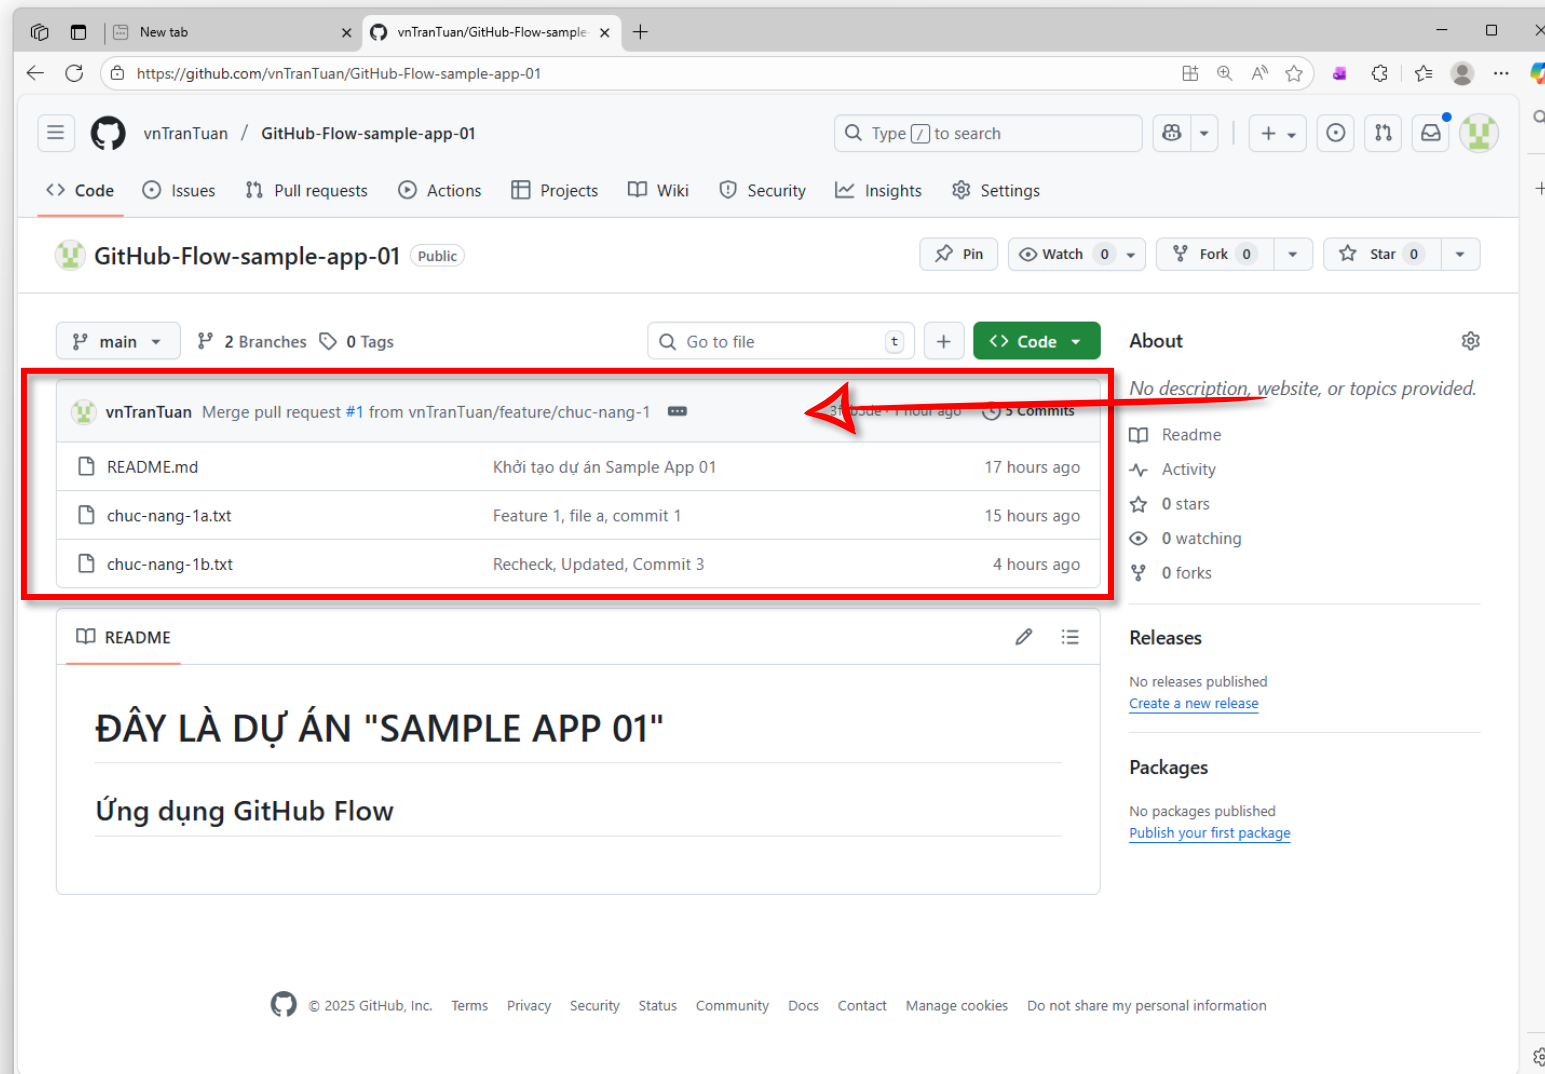 New tab
vnTranTuan/GitHub-Flow-sample-
https://github.com/vnTranTuan/GitHub-Flow-sample-app-01
vnTranTuan / GitHub-Flow-sample-app-01
Type / to search
Code Issues Pull requests Actions Projects Wiki Security Insights Settings
GitHub-Flow-sample-app-01 Public
Pin Watch 0 Fork 0 Star 0
main 2 Branches 0 Tags
Go to file t
Code
About
No description, website, or topics provided.
vnTranTuan Merge pull request #1 from vnTranTuan/feature/chuc-nang-1
hour ago 5 Commits
README.md Khởi tạo dự án Sample App 01 17 hours ago
chuc-nang-1a.txt Feature 1, file a, commit 1 15 hours ago
chuc-nang-1b.txt Recheck, Updated, Commit 3 4 hours ago
Readme
Activity
0 stars
0 watching
0 forks
Releases
No releases published
Create a new release
Packages
No packages published
Publish your first package
README
ĐÂY LÀ DỰ ÁN "SAMPLE APP 01"
Ứng dụng GitHub Flow
© 2025 GitHub, Inc. Terms Privacy Security Status Community Docs Contact Manage cookies Do not share my personal information